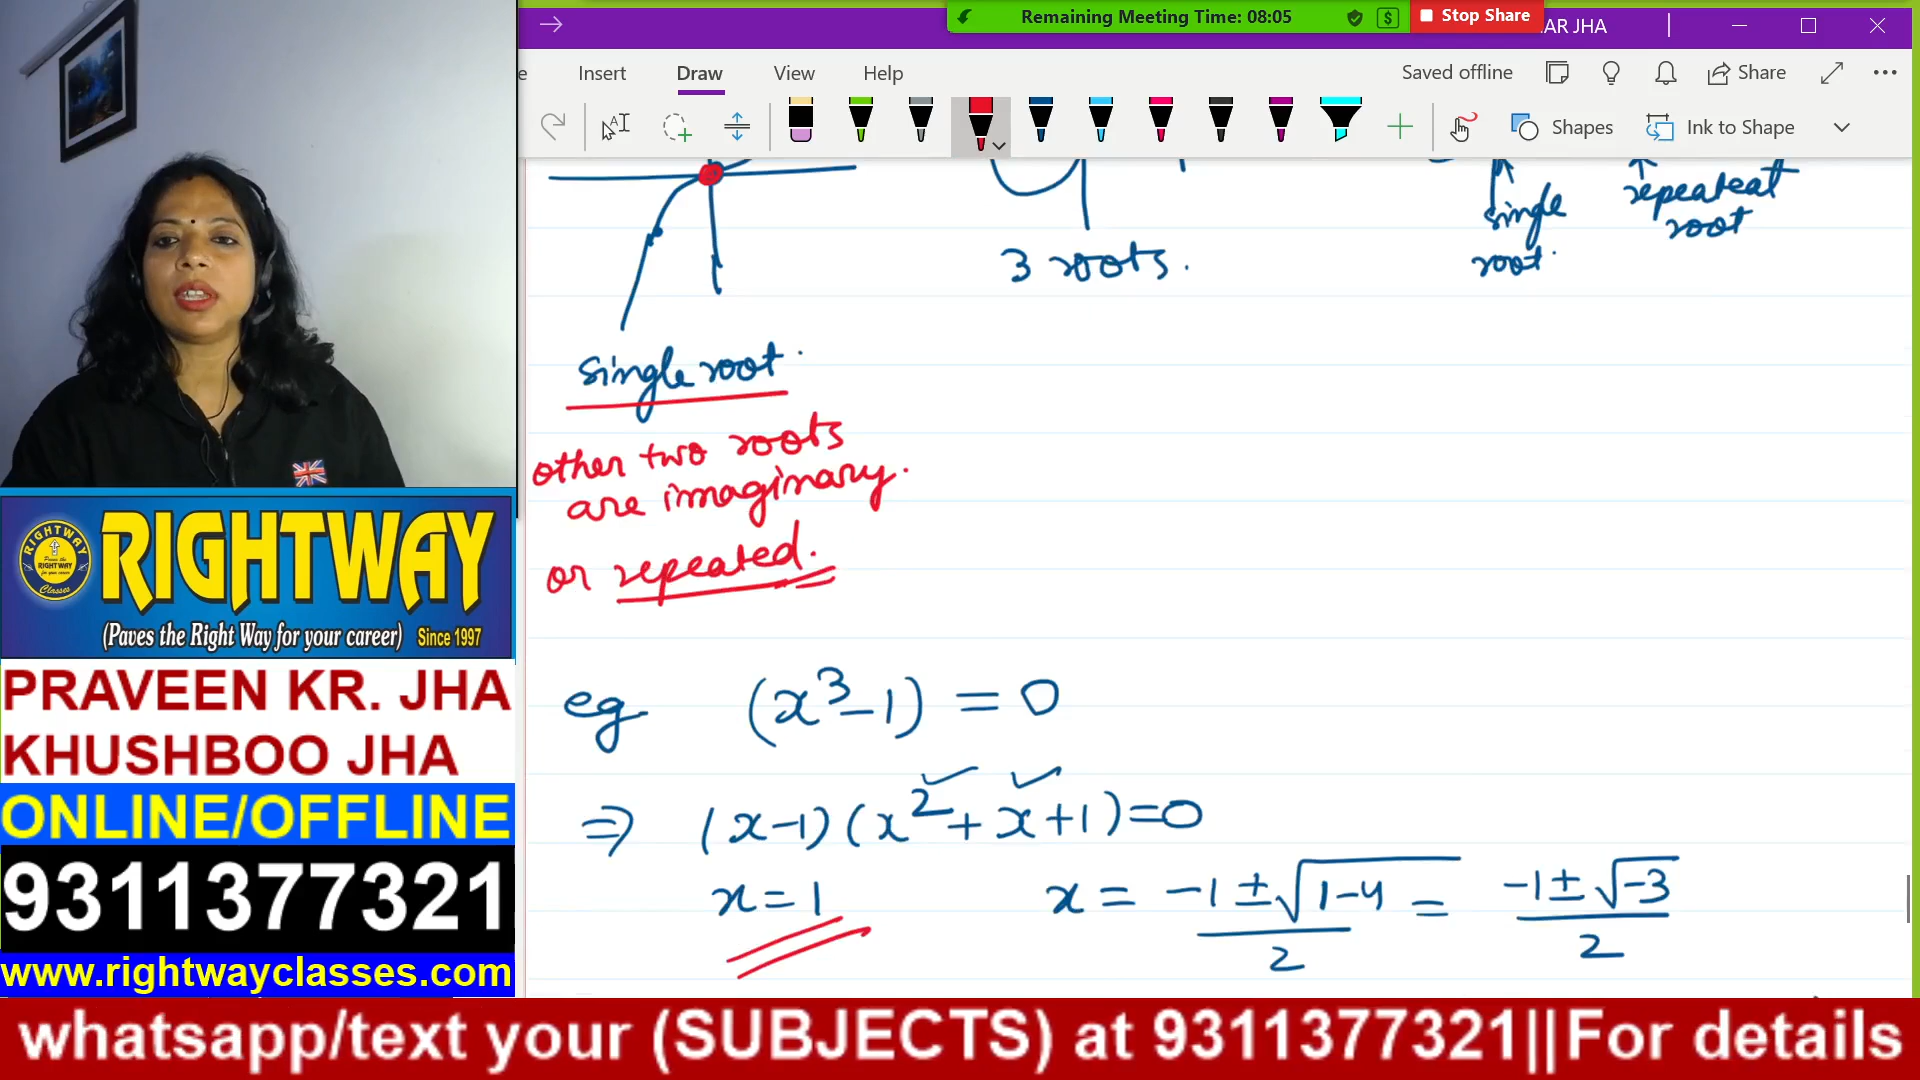 Remaining Meeting Time: 08:05
Stop Share
AR JHA
Insert
Draw
View
Help
Saved offline
Share
Shapes
Ink to Shape
single
root.
repeateat
root
3 roots.
single root.
other two roots
are imaginary.
or repeated.
eg (x³-1) = 0
⇒ (x-1)(x²+x+1)=0
x=1
x = -1±√1-4/2 = -1±√-3/2
RIGHTWAY
Classes
RIGHTWAY
(Paves the Right Way for your career) Since 1997
PRAVEEN KR. JHA
KHUSHBOO JHA
ONLINE/OFFLINE
9311377321
www.rightwayclasses.com
whatsapp/text your (SUBJECTS) at 9311377321||For details